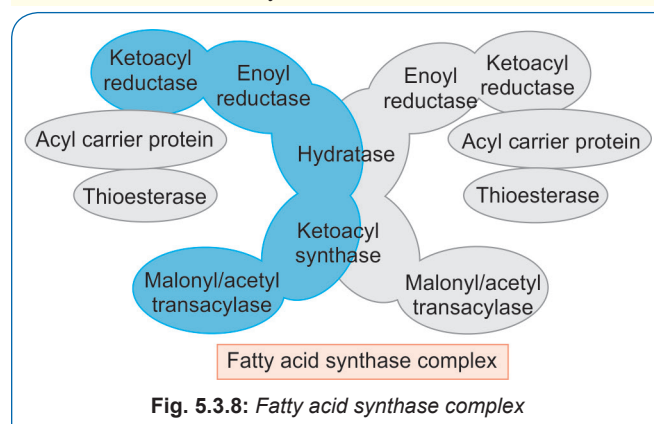 Ketoacyl
reductase
Enoyl
reductase
Enoyl
reductase
Ketoacyl
reductase
Acyl carrier protein
Acyl carrier protein
Hydratase
Thioesterase
Thioesterase
Ketoacyl
synthase
Malonyl/acetyl
transacylase
Malonyl/acetyl
transacylase
Fatty acid synthase complex
Fig. 5.3.8: Fatty acid synthase complex